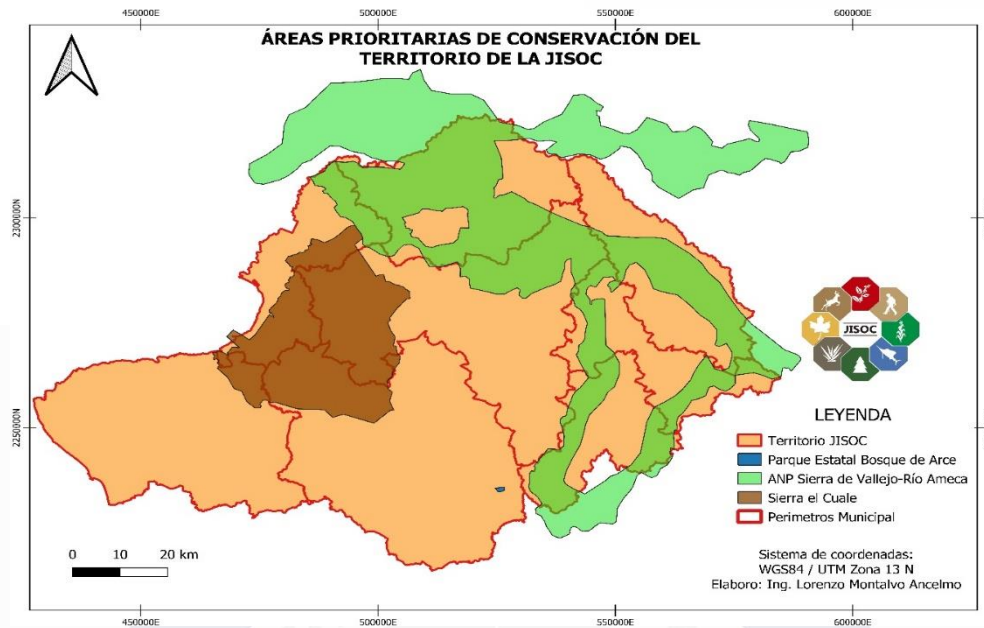 450000E 500000E 550000E 600000E
ÁREAS PRIORITARIAS DE CONSERVACIÓN DEL
TERRITORIO DE LA JISOC
2300000N
2300000N
JISOC
LEYENDA
Territorio JISOC
Parque Estatal Bosque de Arce
ANP Sierra de Vallejo-Río Ameca
Sierra el Cuale
Perimetros Municipal
2250000N
2250000N
0 10 20 km
Sistema de coordenadas:
WGS84 / UTM Zona 13 N
Elaboro: Ing. Lorenzo Montalvo Ancelmo
450000E 500000E 550000E 600000E